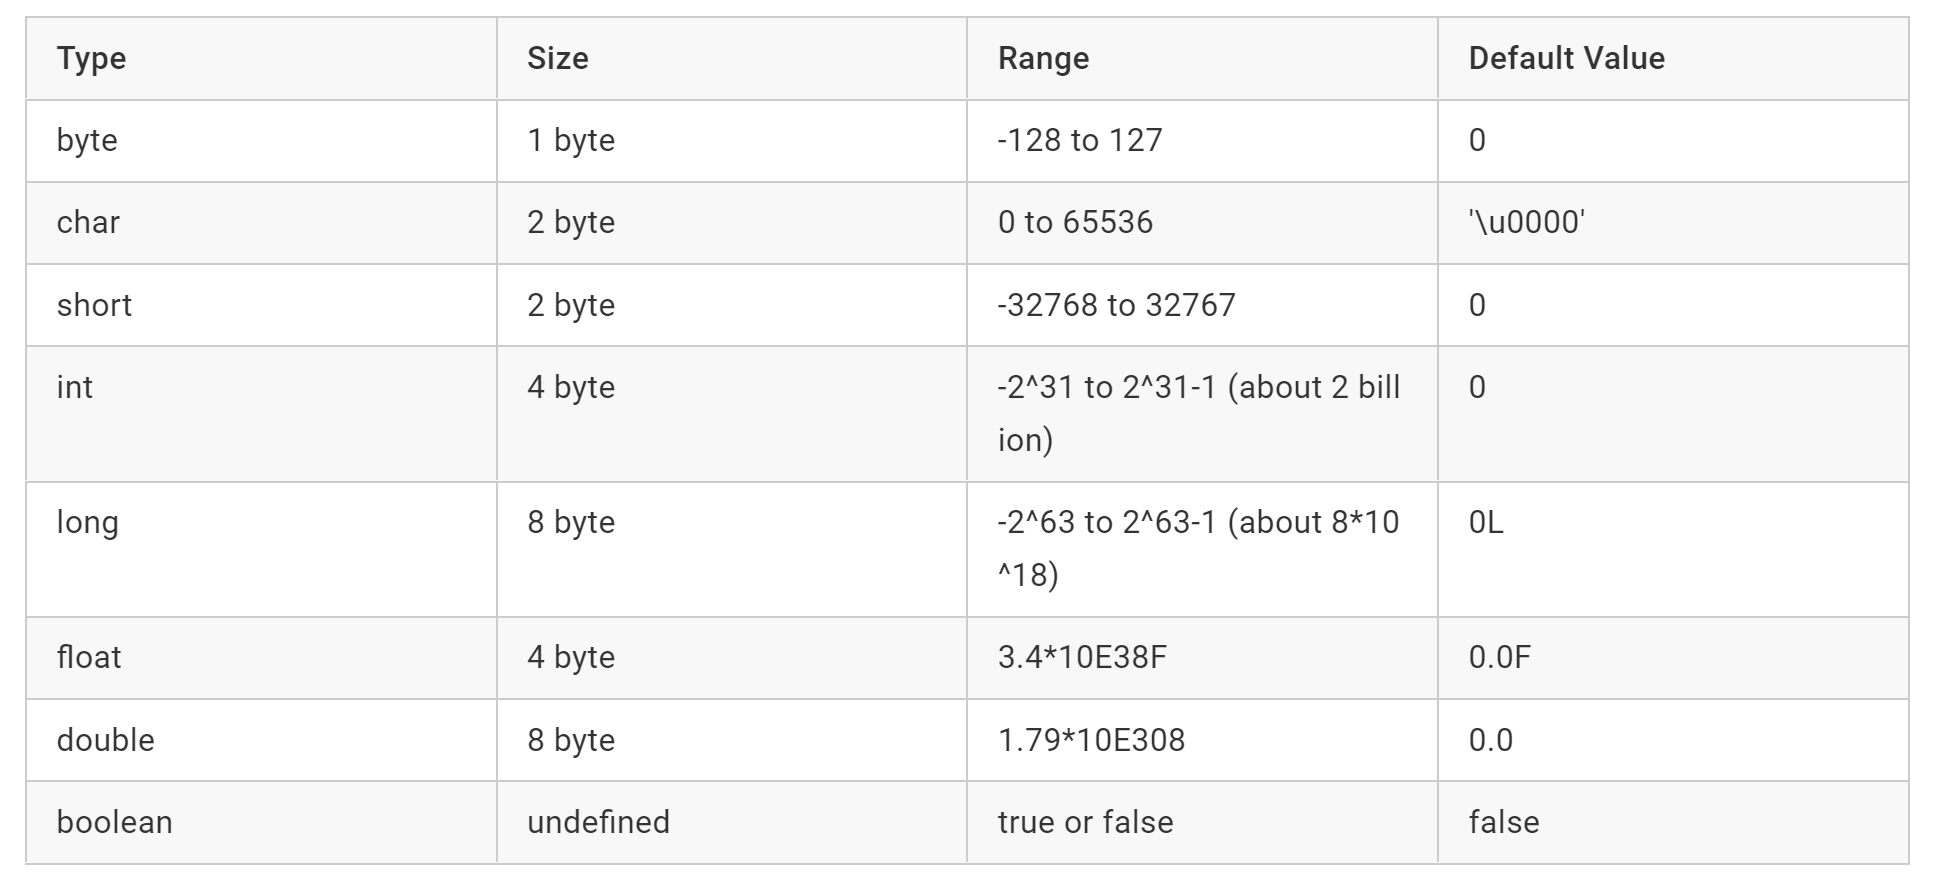 Type Size Range Default Value
byte 1 byte -128 to 127 0
char 2 byte 0 to 65536 '\u0000'
short 2 byte -32768 to 32767 0
int 4 byte -2^31 to 2^31-1 (about 2 bill 0
ion)
long 8 byte -2^63 to 2^63-1 (about 8*10 0L
^18)
float 4 byte 3.4*10E38F 0.0F
double 8 byte 1.79*10E308 0.0
boolean undefined true or false false